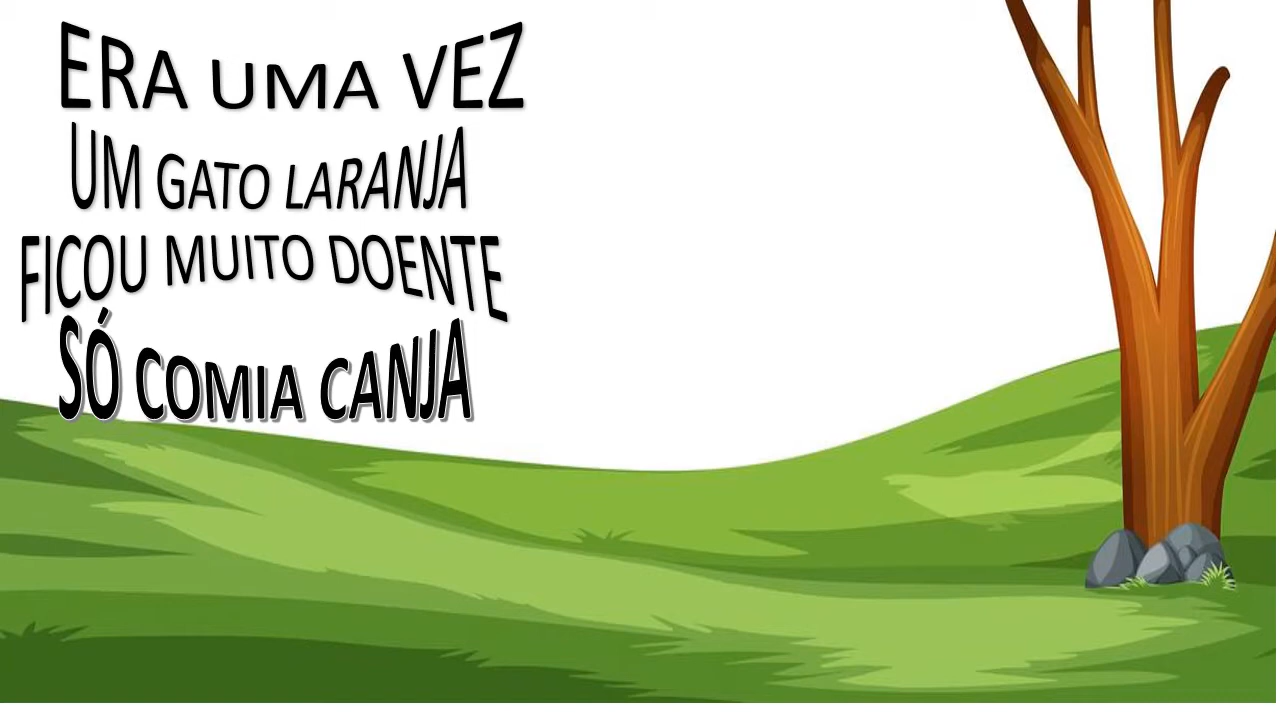 ERA UMA VEZ
UM GATO LARANJA
FICOU MUITO DOENTE
SÓ COMIA CANJA